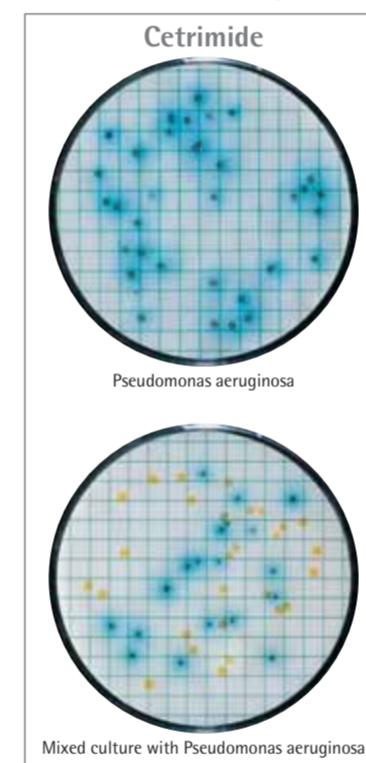 Cetrimide
Pseudomonas aeruginosa
Mixed culture with Pseudomonas aeruginosa